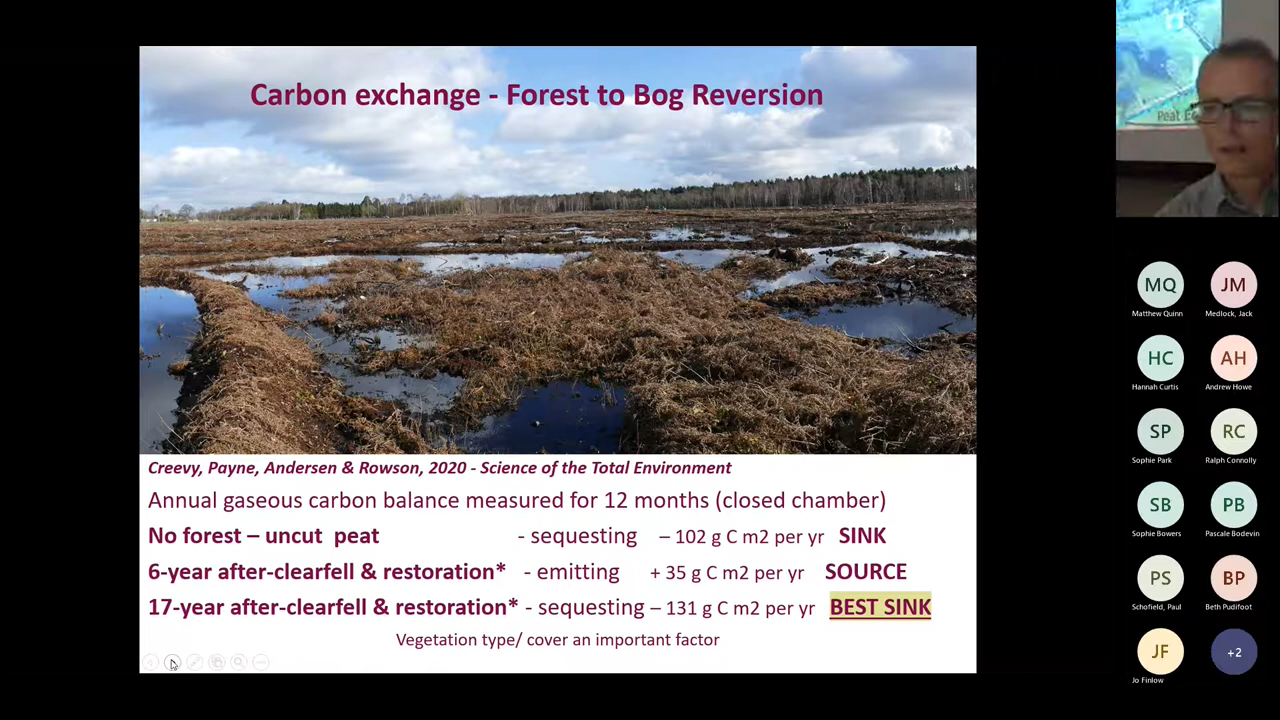 Carbon exchange - Forest to Bog Reversion
Creevy, Payne, Andersen & Rowson, 2020 - Science of the Total Environment
Annual gaseous carbon balance measured for 12 months (closed chamber)
No forest – uncut peat - sequesting – 102 g C m2 per yr SINK
6-year after-clearfell & restoration* - emitting + 35 g C m2 per yr SOURCE
17-year after-clearfell & restoration* - sequesting – 131 g C m2 per yr BEST SINK
Vegetation type/ cover an important factor
Peat
MQ JM
Matthew Quinn Medlock, Jack
HC AH
Hannah Curtis Andrew Howe
SP RC
Sophie Park Ralph Connolly
SB PB
Sophie Bowers Pascale Bodevin
PS BP
Schofield, Paul Beth Pudifoot
JF +2
Jo Finlow